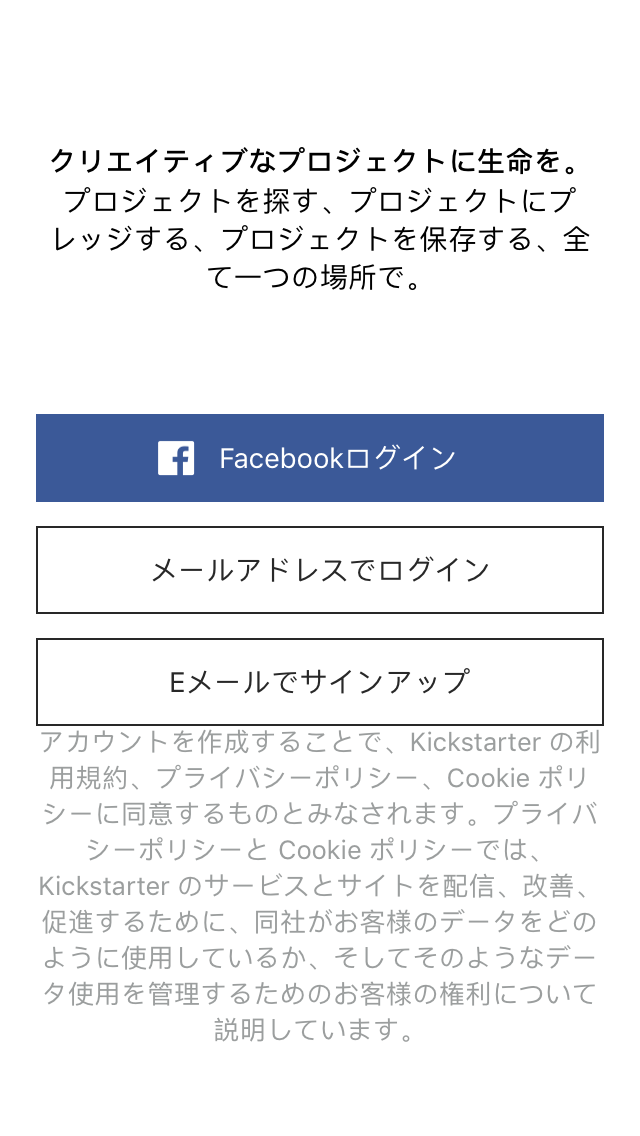 クリエイティブなプロジェクトに生命を。
プロジェクトを探す、プロジェクトにプ
レッジする、プロジェクトを保存する、全
て一つの場所で。
Facebookログイン
メールアドレスでログイン
Eメールでサインアップ
アカウントを作成することで、Kickstarter の利
用規約、プライバシーポリシー、Cookie ポリ
シーに同意するものとみなされます。プライバ
シーポリシーと Cookie ポリシーでは、
Kickstarter のサービスとサイトを配信、改善、
促進するために、同社がお客様のデータをどの
ように使用しているか、そしてそのようなデー
タ使用を管理するためのお客様の権利について
説明しています。